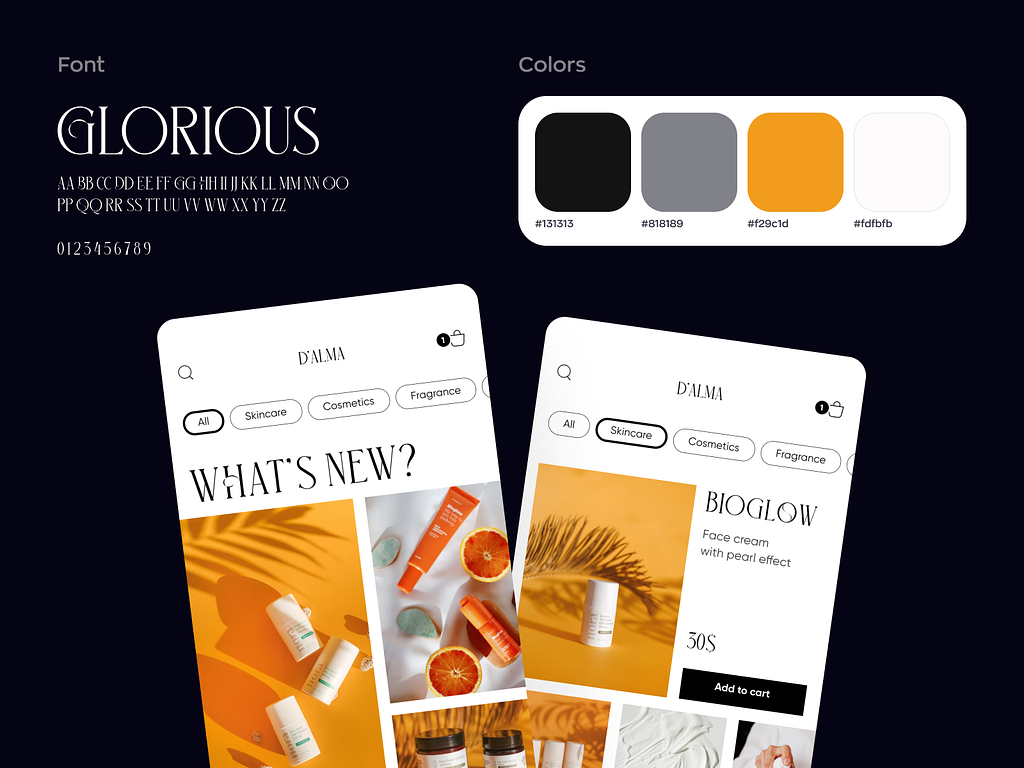 Font
GLORIOUS
AA BB CC DD EE FF GG HH II JJ KK LL MM NN OO
PP QQ RR SS TT UU VV WW XX YY ZZ
0123456789
Colors
#131313
#818189
#f29c1d
#fdfbfb
D'ALMA
1
All
Skincare
Cosmetics
Fragrance
WHAT'S NEW?
D'ALMA
1
All
Skincare
Cosmetics
Fragrance
BIOGLOW
Face cream
with pearl effect
30$
Add to cart